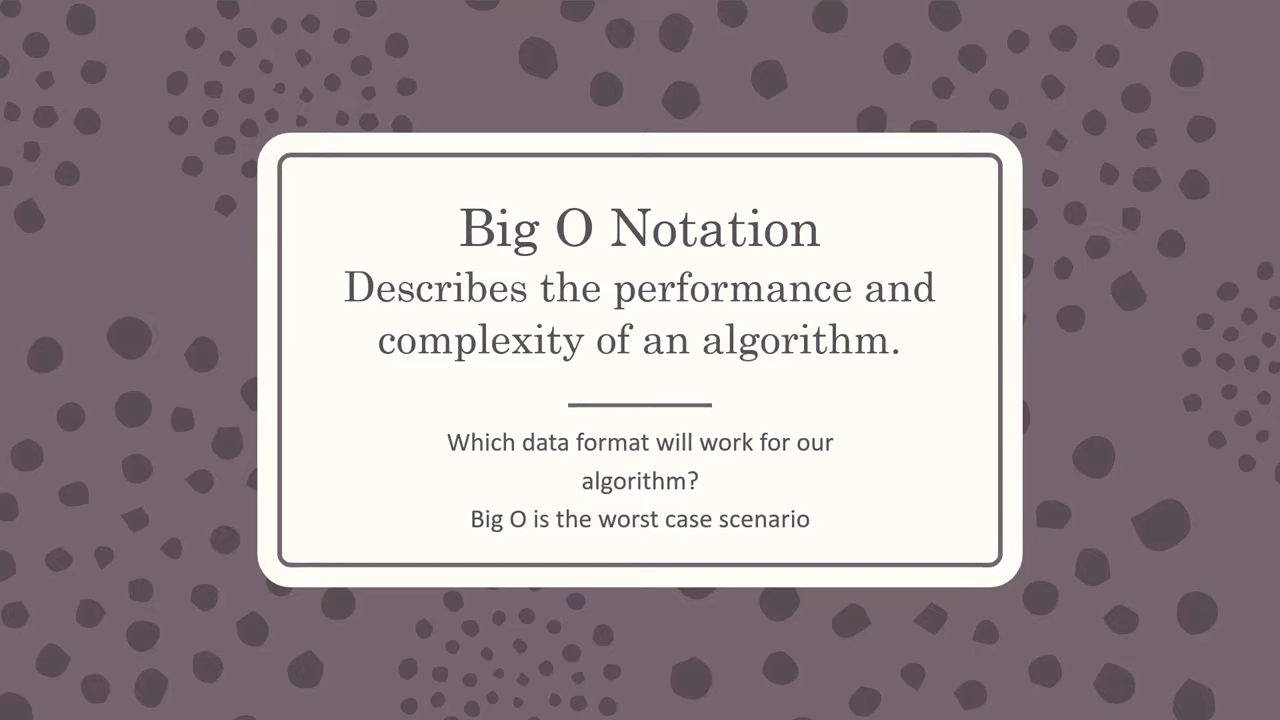 Big O Notation
Describes the performance and
complexity of an algorithm.
Which data format will work for our
algorithm?
Big O is the worst case scenario